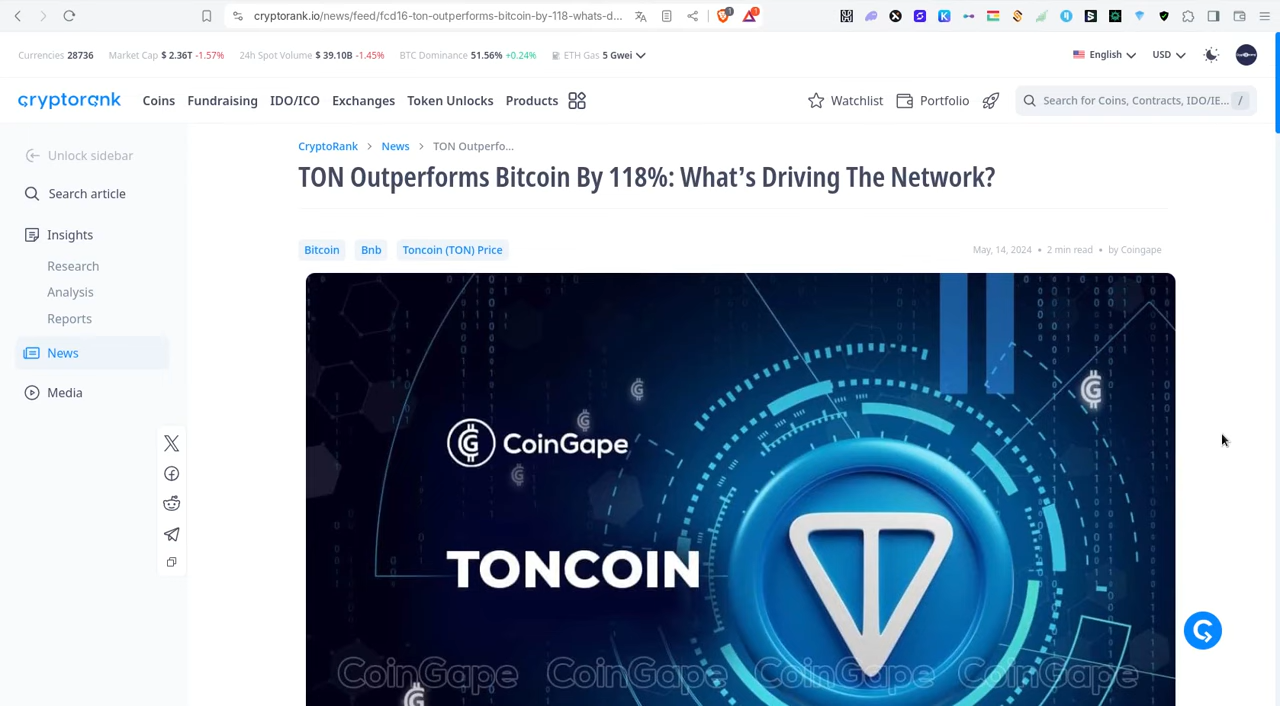 cryptorank.io/news/feed/fcd16-ton-outperforms-bitcoin-by-118-whats-d...
1
Currencies 28736
Market Cap $ 2.36T -1.57%
24h Spot Volume $ 39.10B -1.45%
BTC Dominance 51.56% +0.24%
ETH Gas 5 Gwei
English
USD
cryptorank
Coins
Fundraising
IDO/ICO
Exchanges
Token Unlocks
Products
Watchlist
Portfolio
Search for Coins, Contracts, IDO/IE...
/
Unlock sidebar
Search article
Insights
Research
Analysis
Reports
News
Media
CryptoRank > News > TON Outperfo...
TON Outperforms Bitcoin By 118%: What's Driving The Network?
Bitcoin
Bnb
Toncoin (TON) Price
May, 14, 2024 • 2 min read • by Coingape
CoinGape
TONCOIN
CoinGape CoinGape CoinGape CoinGape